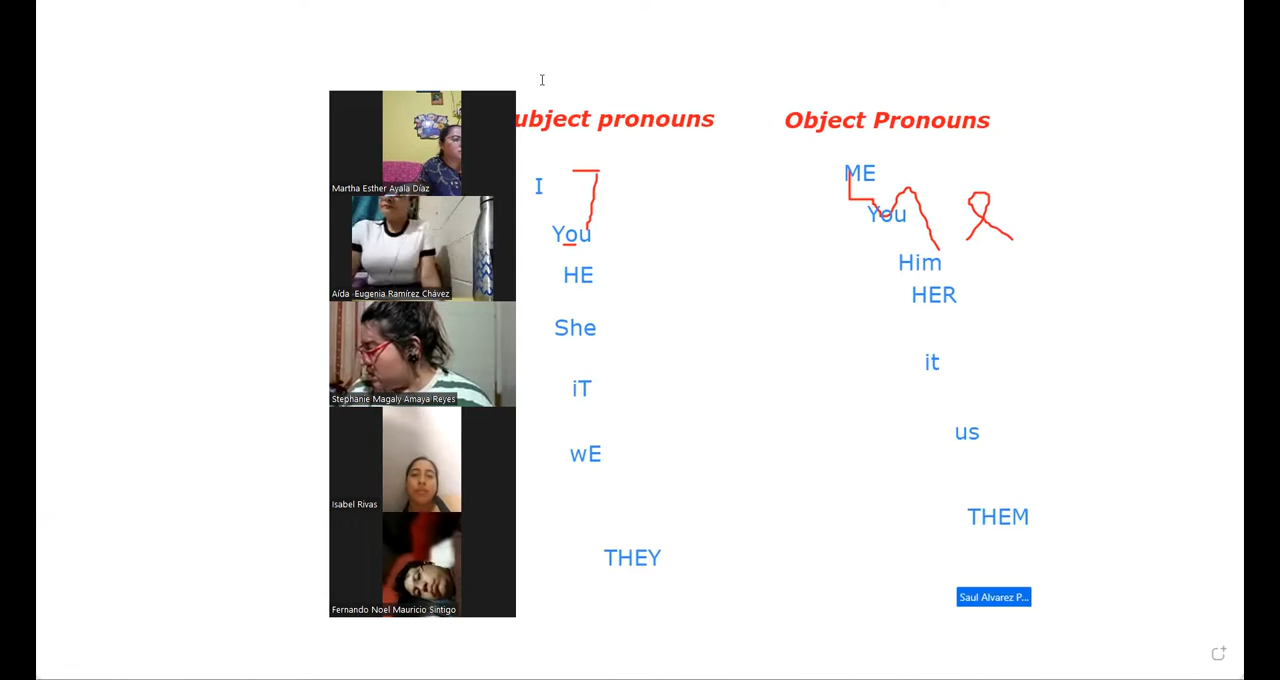 ubject pronouns
Object Pronouns
I
ME
You
You
HE
Him
HER
She
it
iT
us
wE
THEM
THEY
Martha Esther Ayala Díaz
Aída Eugenia Ramírez Chávez
Stephanie Magaly Amaya Reyes
Isabel Rivas
Fernando Noel Mauricio Sintigo
Saul Alvarez P...